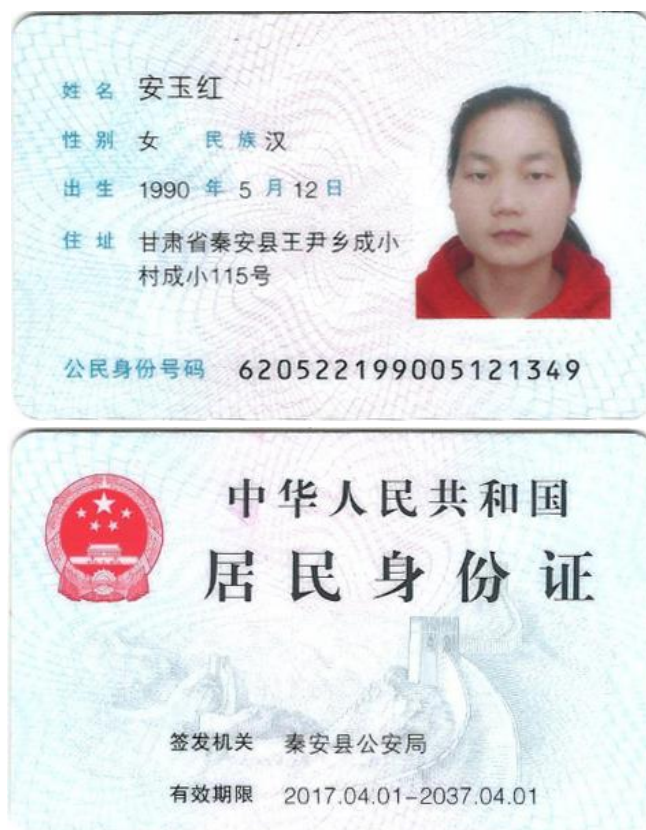 姓名 安玉红
性别 女 民族 汉
出生 1990 年 5 月 12 日
住址 甘肃省秦安县王尹乡成小
村成小115号
公民身份号码 620522199005121349
中华人民共和国
居民身份证
签发机关 秦安县公安局
有效期限 2017.04.01-2037.04.01